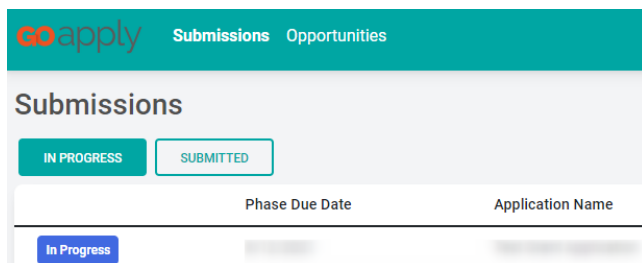 GOapply Submissions Opportunities
Submissions
IN PROGRESS SUBMITTED
Phase Due Date Application Name
In Progress